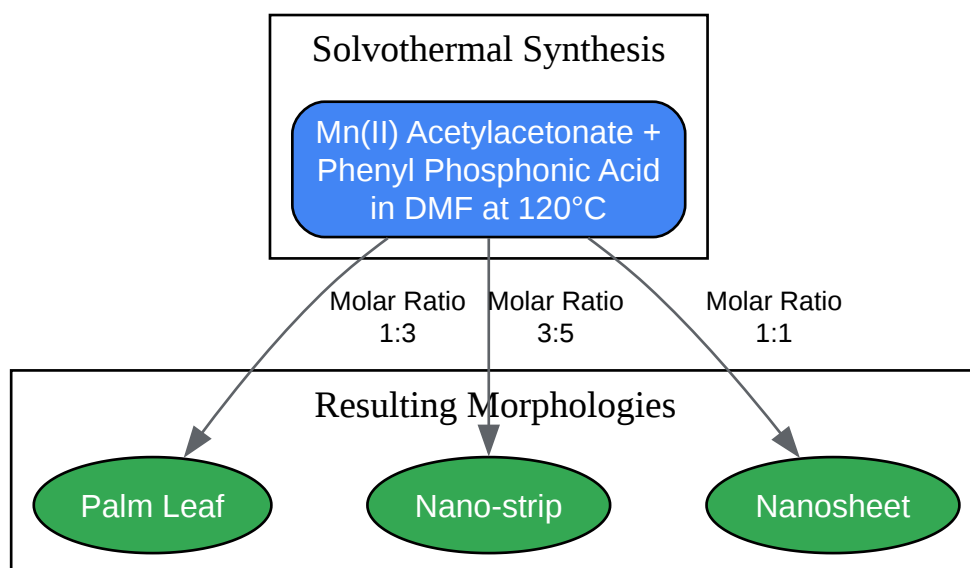 Solvothermal Synthesis
Mn(II) Acetylacetonate +
Phenyl Phosphonic Acid
in DMF at 120°C
Molar Ratio
1:3
Molar Ratio
3:5
Molar Ratio
1:1
Resulting Morphologies
Palm Leaf
Nano-strip
Nanosheet